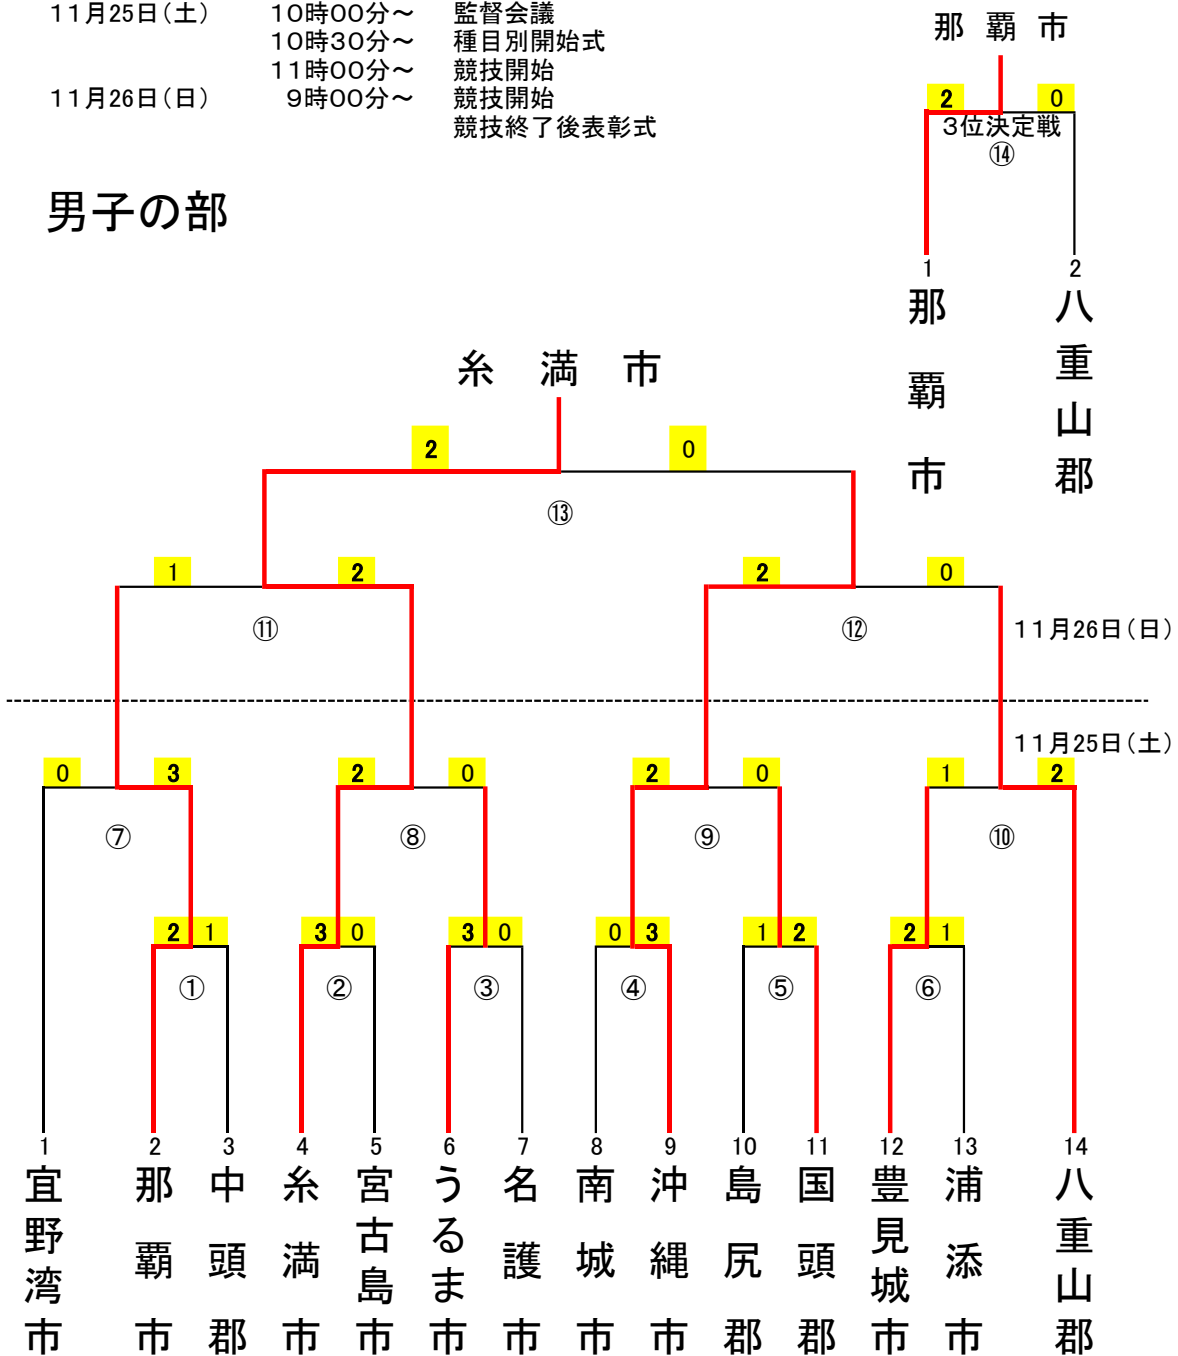 11月25日(土) 10時00分～ 監督会議
10時30分～ 種目別開始式
11時00分～ 競技開始
11月26日(日) 9時00分～ 競技開始
競技終了後表彰式
男子の部
那覇市
2 0
3位決定戦
⑭
1 2
那覇市
八重山郡
糸満市
2 0
⑬
1 2 2 0
⑪ ⑫
11月26日(日)
11月25日(土)
0 3 2 0 2 0 1 2
⑦ ⑧ ⑨ ⑩
2 1 3 0 3 0 0 3 1 2 2 1
① ② ③ ④ ⑤ ⑥
1 2 3 4 5 6 7 8 9 10 11 12 13 14
宜野湾市
那覇市
中頭郡
糸満市
宮古島市
うるま市
名護市
南城市
沖縄市
島尻郡
国頭郡
豊見城市
浦添市
八重山郡